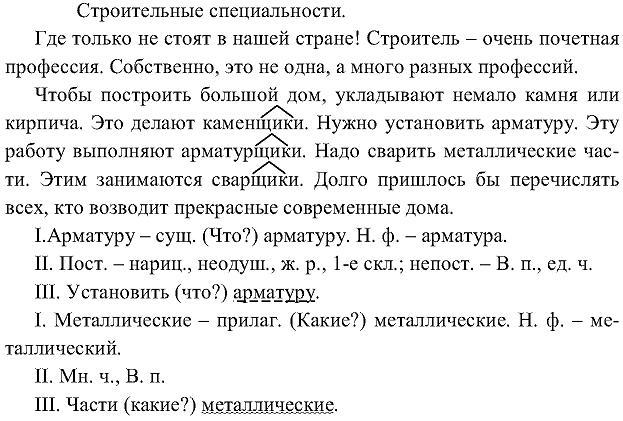 Строительные специальности.
Где только не стоят в нашей стране! Строитель – очень почетная
профессия. Собственно, это не одна, а много разных профессий.
Чтобы построить большой дом, укладывают немало камня или
кирпича. Это делают каменщики. Нужно установить арматуру. Эту
работу выполняют арматурщики. Надо сварить металлические час-
ти. Этим занимаются сварщики. Долго пришлось бы перечислять
всех, кто возводит прекрасные современные дома.
I.Арматуру – сущ. (Что?) арматуру. Н. ф. – арматура.
II. Пост. – нариц., неодуш., ж. р., 1-е скл.; непост. – В. п., ед. ч.
III. Установить (что?) арматуру.
I. Металлические – прилаг. (Какие?) металлические. Н. ф. – ме-
таллический.
II. Мн. ч., В. п.
III. Части (какие?) металлические.